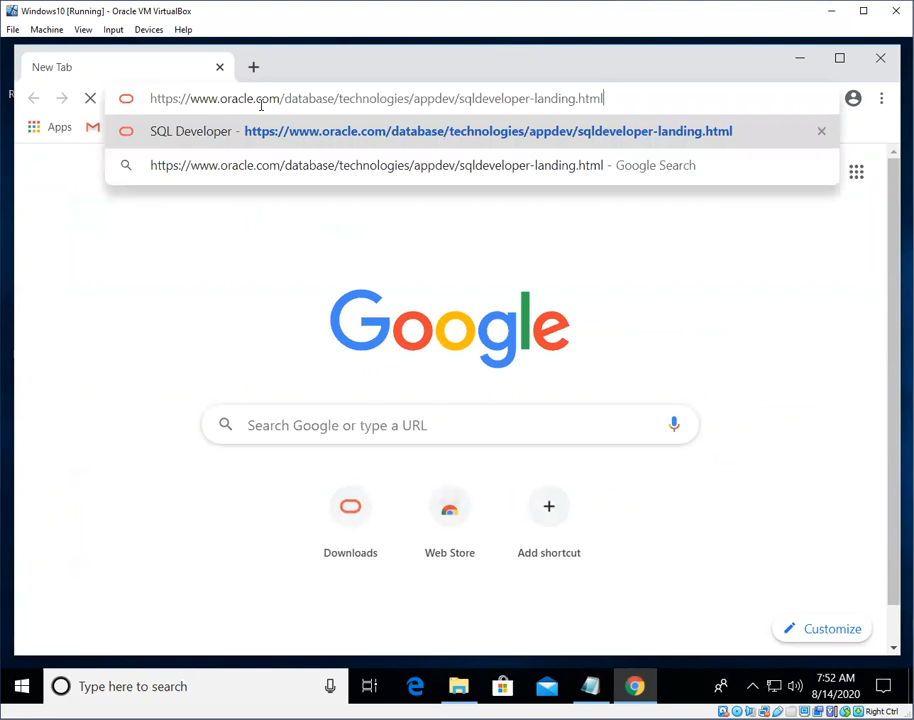 Windows10 [Running] - Oracle VM VirtualBox
File Machine View Input Devices Help
New Tab
https://www.oracle.com/database/technologies/appdev/sqldeveloper-landing.html
Apps
SQL Developer - https://www.oracle.com/database/technologies/appdev/sqldeveloper-landing.html
https://www.oracle.com/database/technologies/appdev/sqldeveloper-landing.html - Google Search
Google
Search Google or type a URL
Downloads Web Store Add shortcut
Customize
Type here to search
7:52 AM
8/14/2020
Right Ctrl